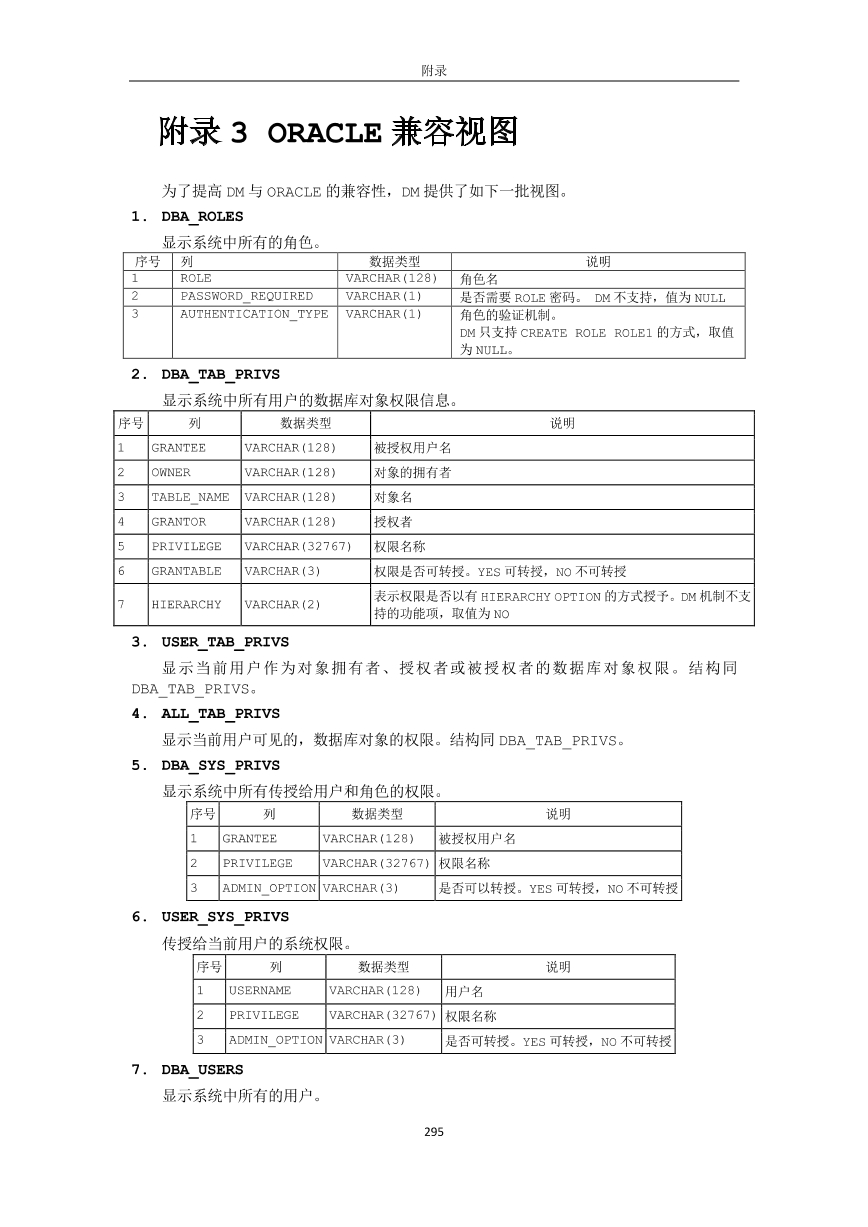 附录
附录 3 ORACLE 兼容视图
为了提高 DM 与 ORACLE 的兼容性，DM 提供了如下一批视图。
1. DBA_ROLES
显示系统中所有的角色。
序号 列 数据类型 说明
1 ROLE VARCHAR(128) 角色名
2 PASSWORD_REQUIRED VARCHAR(1) 是否需要 ROLE 密码。 DM 不支持，值为 NULL
3 AUTHENTICATION_TYPE VARCHAR(1) 角色的验证机制。
DM 只支持 CREATE ROLE ROLE1 的方式，取值
为 NULL。
2. DBA_TAB_PRIVS
显示系统中所有用户的数据库对象权限信息。
序号 列 数据类型 说明
1 GRANTEE VARCHAR(128) 被授权用户名
2 OWNER VARCHAR(128) 对象的拥有者
3 TABLE_NAME VARCHAR(128) 对象名
4 GRANTOR VARCHAR(128) 授权者
5 PRIVILEGE VARCHAR(32767) 权限名称
6 GRANTABLE VARCHAR(3) 权限是否可转授。YES 可转授，NO 不可转授
7 HIERARCHY VARCHAR(2) 表示权限是否以有 HIERARCHY OPTION 的方式授予。DM 机制不支
持的功能项，取值为 NO
3. USER_TAB_PRIVS
显示当前用户作为对象拥有者、授权者或被授权者的数据库对象权限。结构同
DBA_TAB_PRIVS。
4. ALL_TAB_PRIVS
显示当前用户可见的，数据库对象的权限。结构同 DBA_TAB_PRIVS。
5. DBA_SYS_PRIVS
显示系统中所有传授给用户和角色的权限。
序号 列 数据类型 说明
1 GRANTEE VARCHAR(128) 被授权用户名
2 PRIVILEGE VARCHAR(32767) 权限名称
3 ADMIN_OPTION VARCHAR(3) 是否可以转授。YES 可转授，NO 不可转授
6. USER_SYS_PRIVS
传授给当前用户的系统权限。
序号 列 数据类型 说明
1 USERNAME VARCHAR(128) 用户名
2 PRIVILEGE VARCHAR(32767) 权限名称
3 ADMIN_OPTION VARCHAR(3) 是否可转授。YES 可转授，NO 不可转授
7. DBA_USERS
显示系统中所有的用户。
295